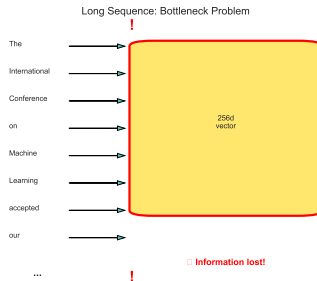 Long Sequence: Bottleneck Problem
!
The
International
Conference
on
Machine
Learning
accepted
our
...
256d
vector
Information lost!
!